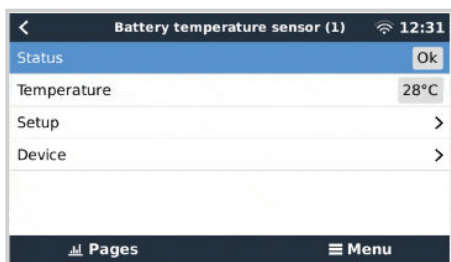 Battery temperature sensor (1) 12:31
Status Ok
Temperature 28°C
Setup
Device
Pages Menu